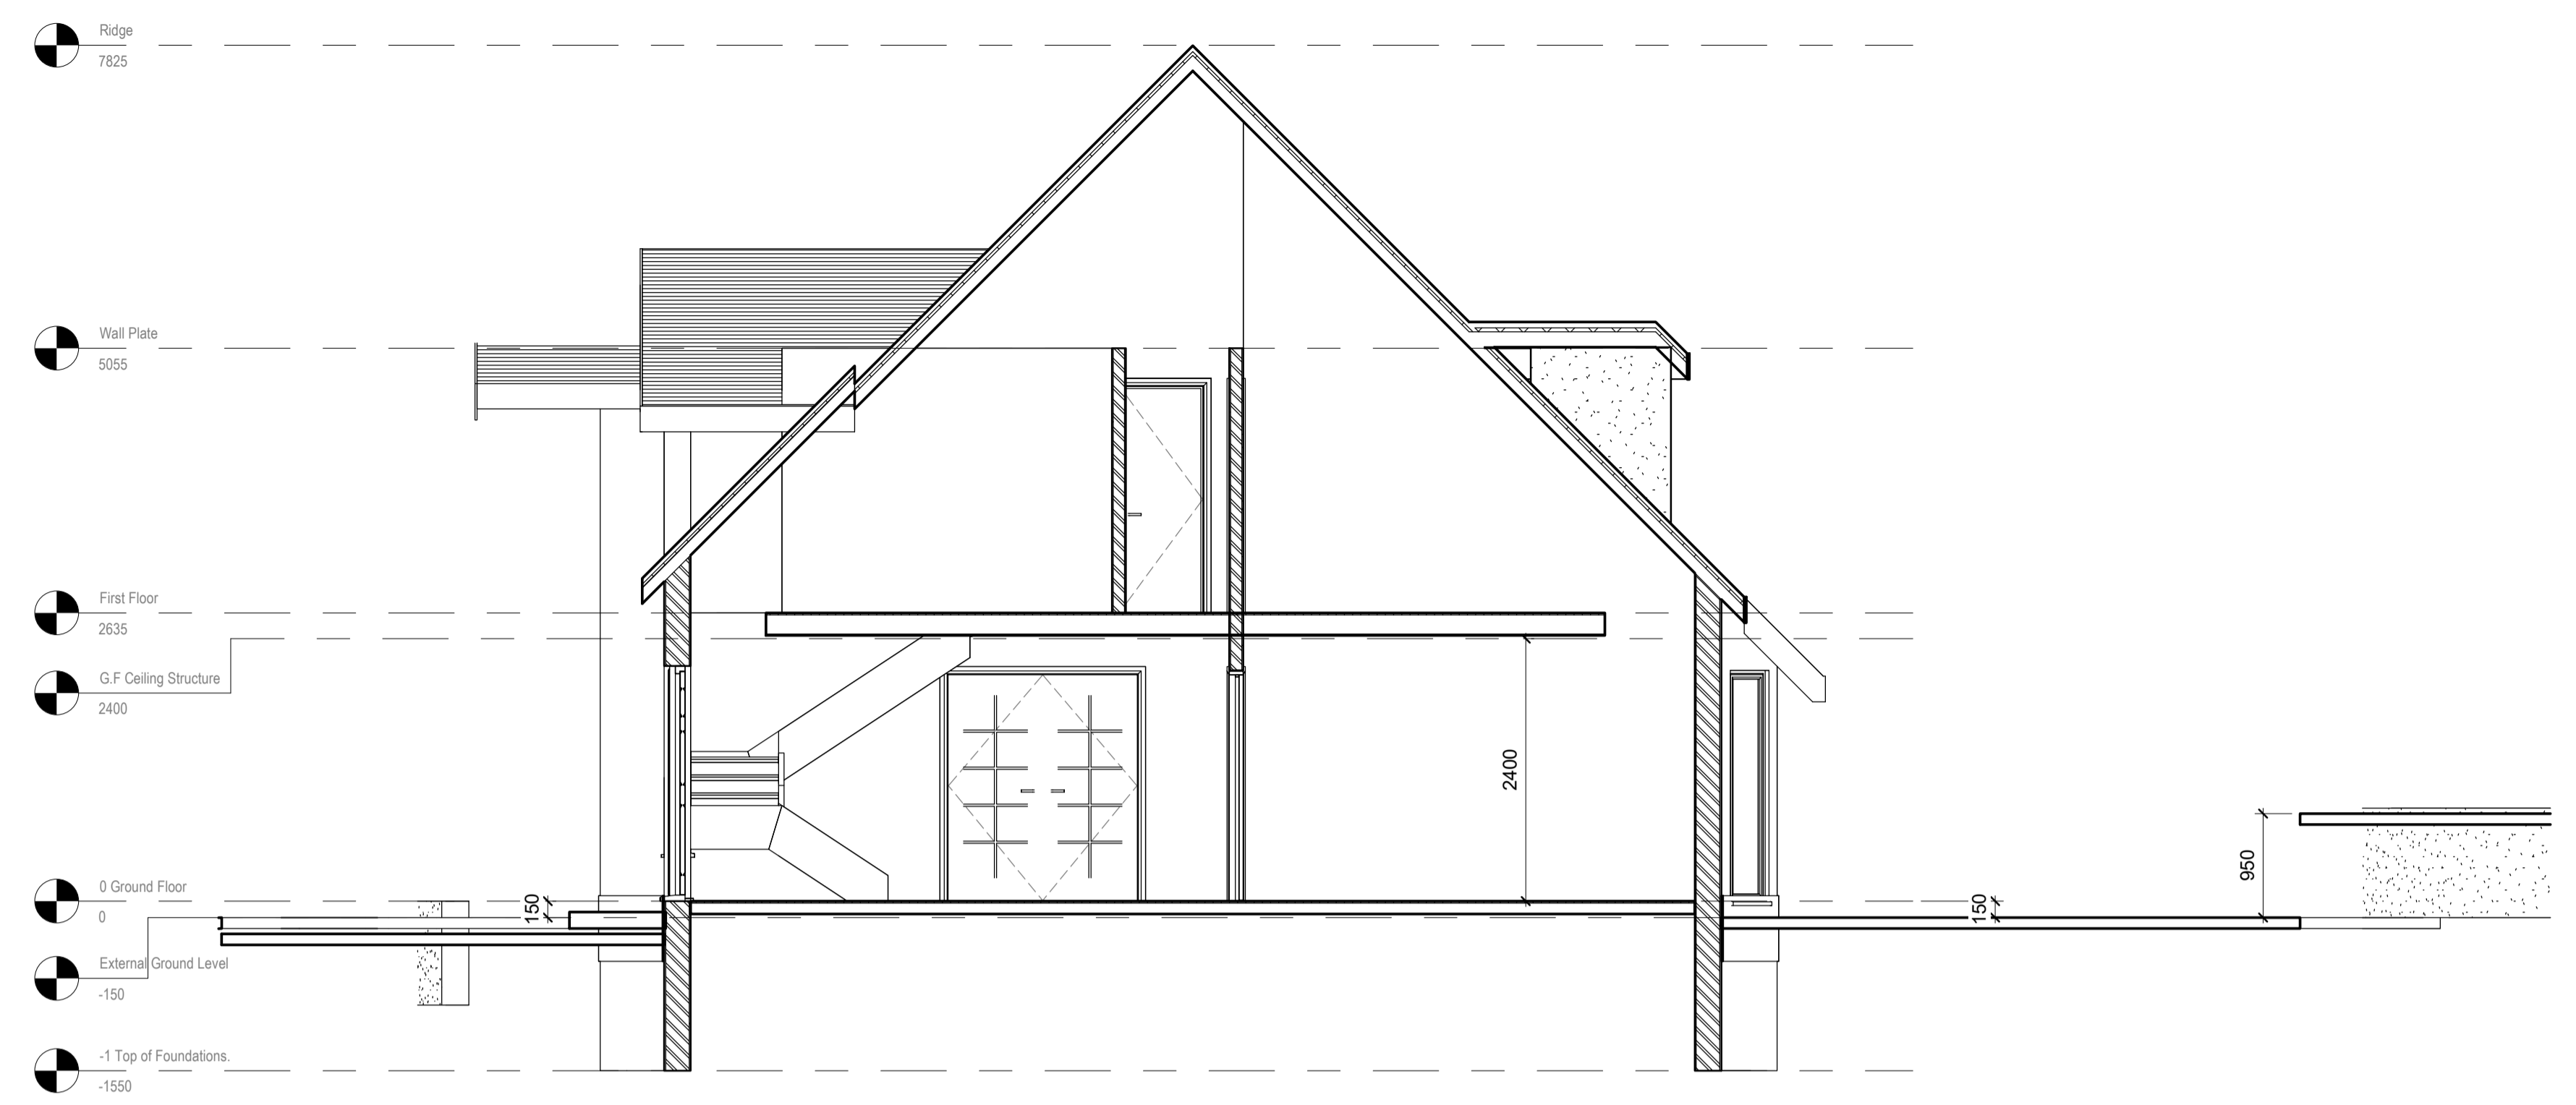 Ridge
7825
Wall Plate
5055
First Floor
2635
G.F Ceiling Structure
2400
2400
950
0 Ground Floor
0
150
150
External Ground Level
-150
-1 Top of Foundations.
-1550